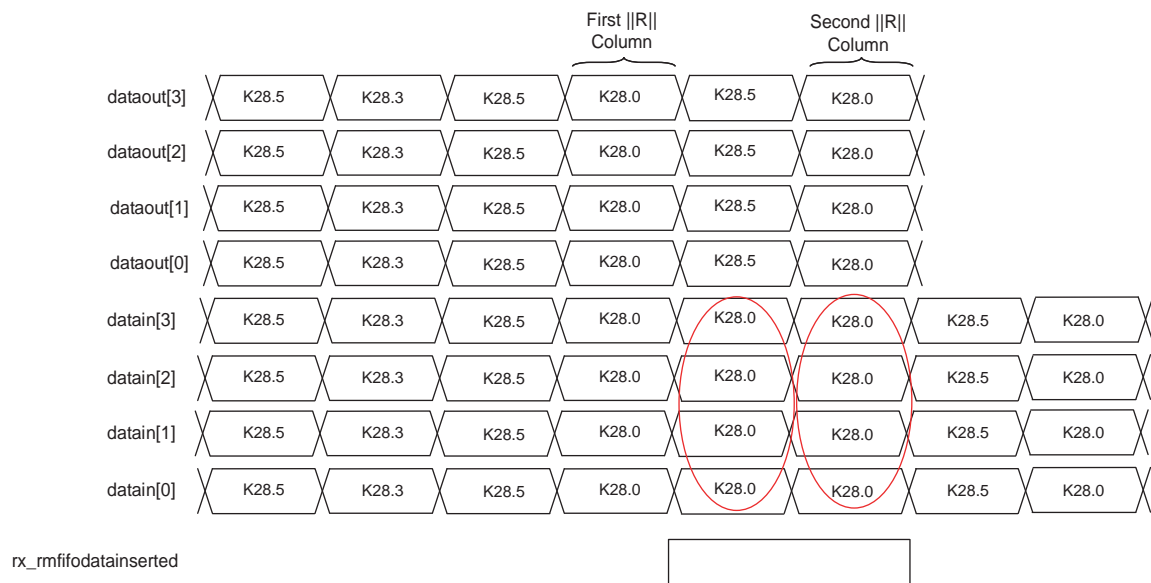 First ||R||
Column
Second ||R||
Column
dataout[3] K28.5 K28.3 K28.5 K28.0 K28.5 K28.0
dataout[2] K28.5 K28.3 K28.5 K28.0 K28.5 K28.0
dataout[1] K28.5 K28.3 K28.5 K28.0 K28.5 K28.0
dataout[0] K28.5 K28.3 K28.5 K28.0 K28.5 K28.0
datain[3] K28.5 K28.3 K28.5 K28.0 K28.0 K28.0 K28.5 K28.0
datain[2] K28.5 K28.3 K28.5 K28.0 K28.0 K28.0 K28.5 K28.0
datain[1] K28.5 K28.3 K28.5 K28.0 K28.0 K28.0 K28.5 K28.0
datain[0] K28.5 K28.3 K28.5 K28.0 K28.0 K28.0 K28.5 K28.0
rx_rmfifodatainserted